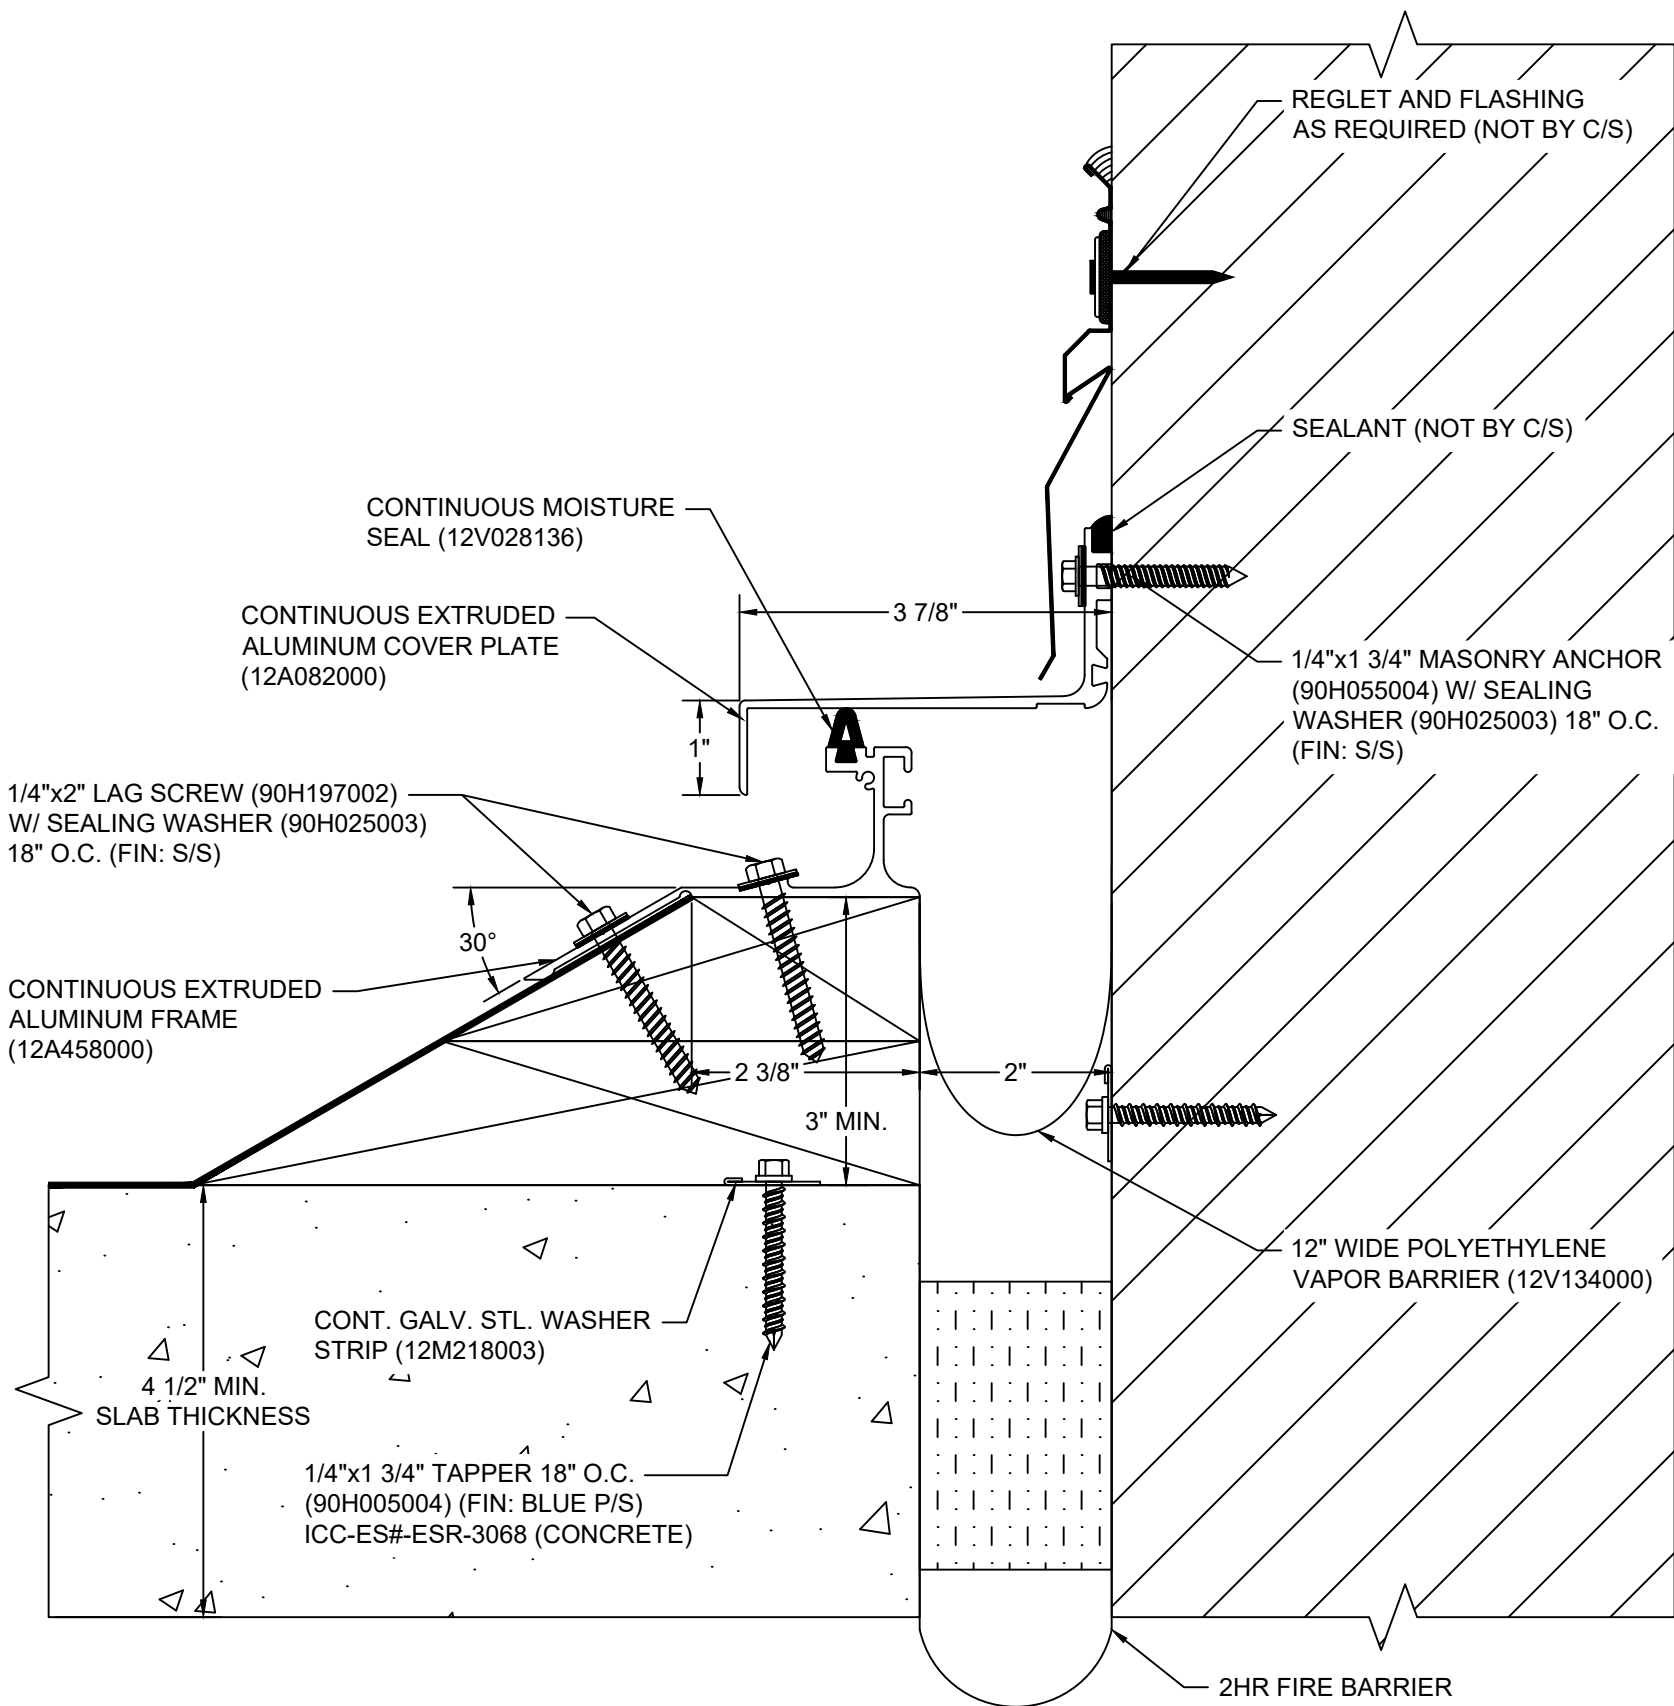 REGLET AND FLASHING
AS REQUIRED (NOT BY C/S)
SEALANT (NOT BY C/S)
CONTINUOUS MOISTURE
SEAL (12V028136)
CONTINUOUS EXTRUDED
ALUMINUM COVER PLATE
(12A082000)
3 7/8"
1/4"x1 3/4" MASONRY ANCHOR
(90H055004) W/ SEALING
WASHER (90H025003) 18" O.C.
(FIN: S/S)
1"
1/4"x2" LAG SCREW (90H197002)
W/ SEALING WASHER (90H025003)
18" O.C. (FIN: S/S)
30°
CONTINUOUS EXTRUDED
ALUMINUM FRAME
(12A458000)
2 3/8"
2"
3" MIN.
12" WIDE POLYETHYLENE
VAPOR BARRIER (12V134000)
CONT. GALV. STL. WASHER
STRIP (12M218003)
4 1/2" MIN.
SLAB THICKNESS
1/4"x1 3/4" TAPPER 18" O.C.
(90H005004) (FIN: BLUE P/S)
ICC-ES#-ESR-3068 (CONCRETE)
2HR FIRE BARRIER